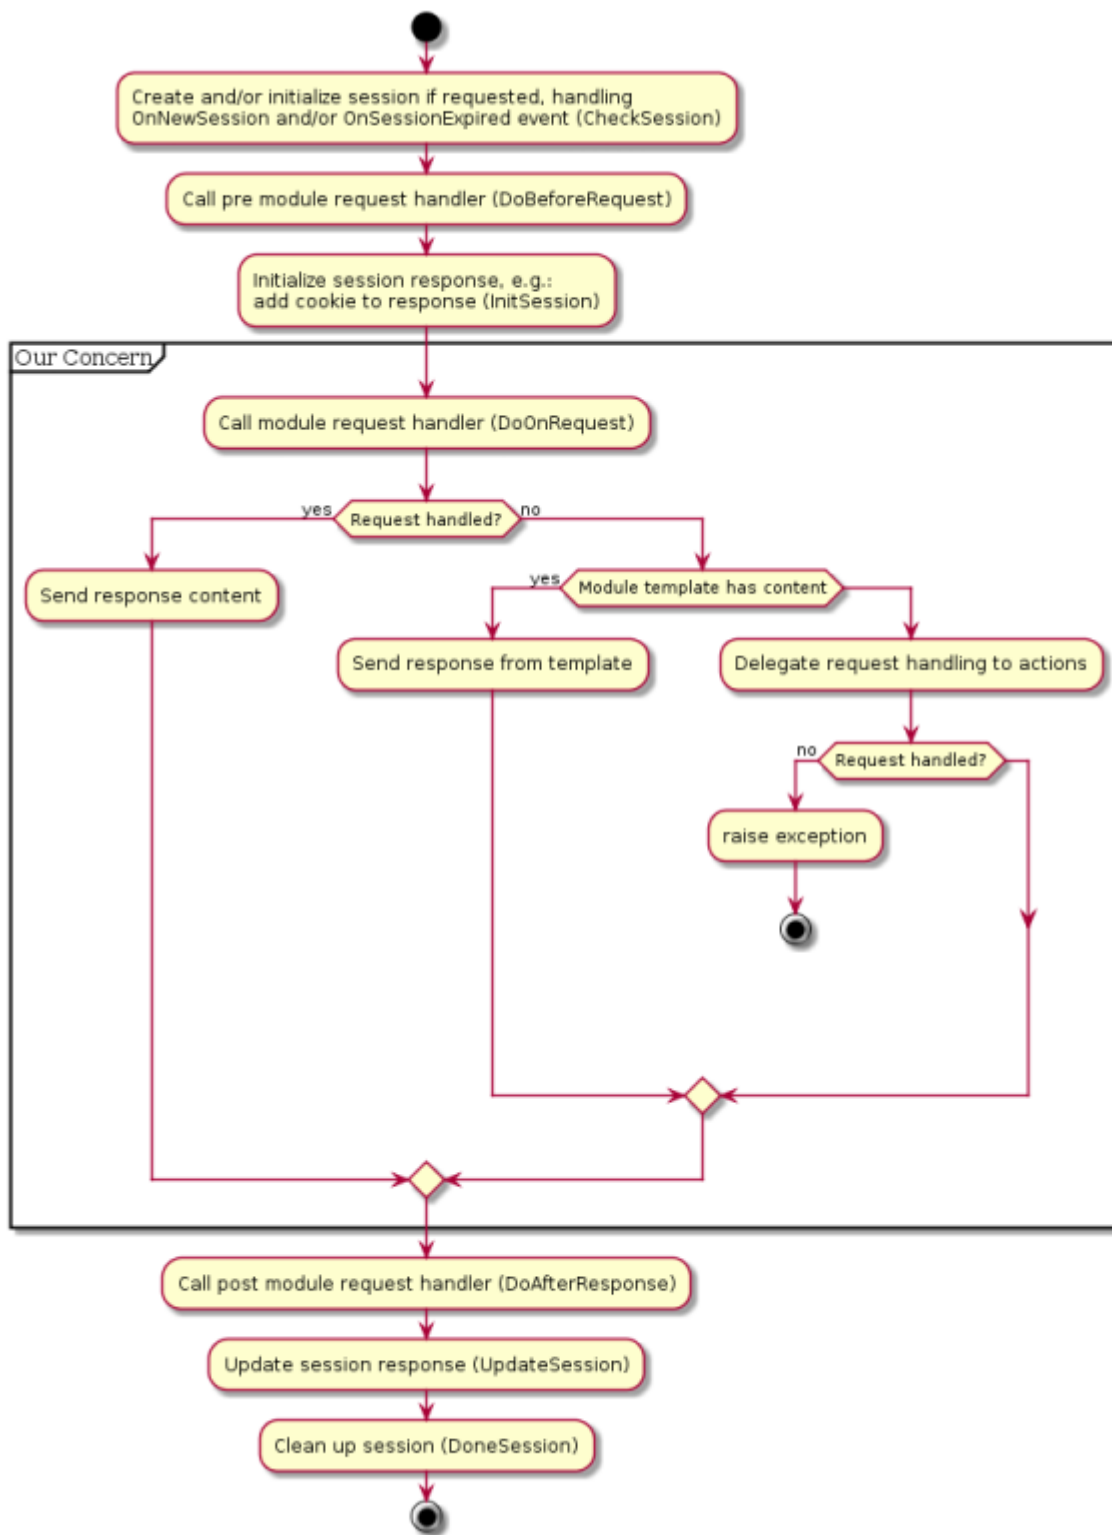 Create and/or initialize session if requested, handling
OnNewSession and/or OnSessionExpired event (CheckSession)
Call pre module request handler (DoBeforeRequest)
Initialize session response, e.g.:
add cookie to response (InitSession)
Our Concern
Call module request handler (DoOnRequest)
yes
Request handled?
no
Send response content
yes
Module template has content
Send response from template
Delegate request handling to actions
no
Request handled?
raise exception
Call post module request handler (DoAfterResponse)
Update session response (UpdateSession)
Clean up session (DoneSession)